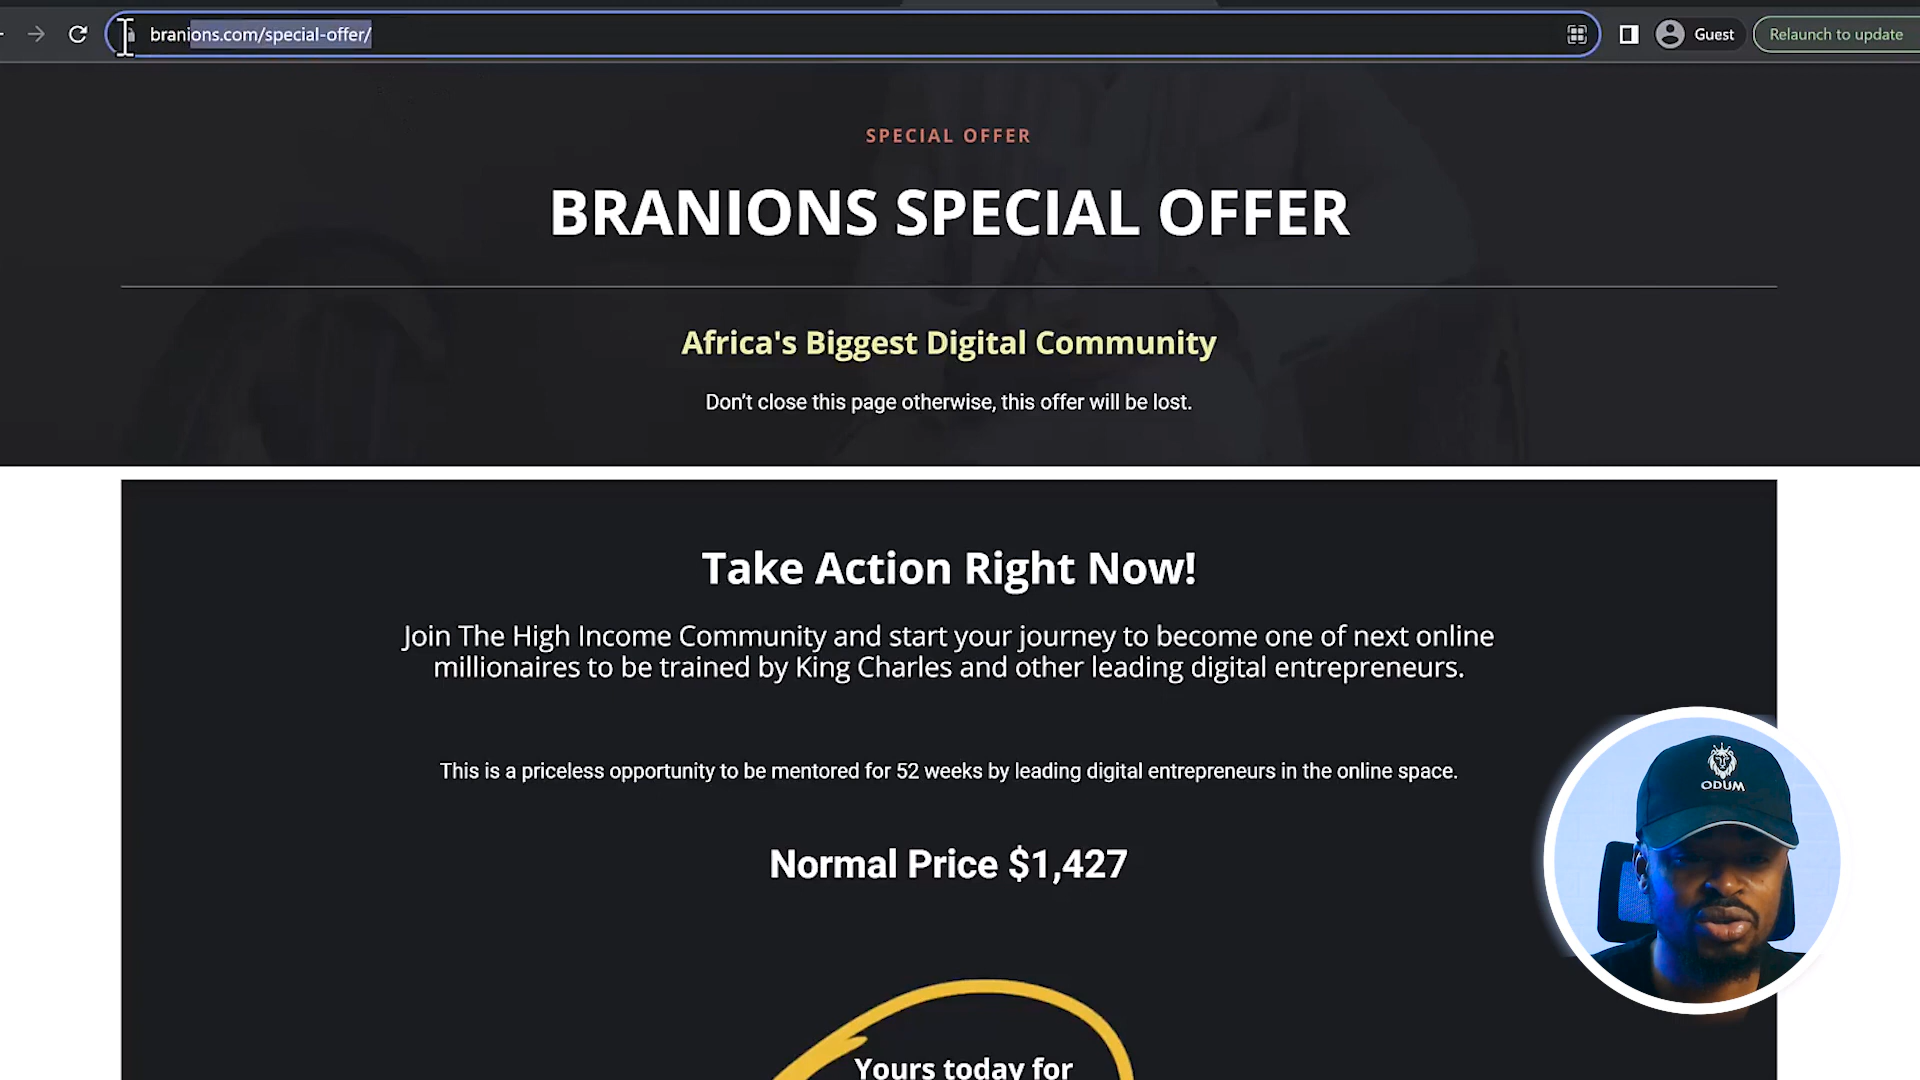 branions.com/special-offer/
Guest
Relaunch to update
SPECIAL OFFER
BRANIONS SPECIAL OFFER
Africa's Biggest Digital Community
Don’t close this page otherwise, this offer will be lost.
Take Action Right Now!
Join The High Income Community and start your journey to become one of next online
millionaires to be trained by King Charles and other leading digital entrepreneurs.
This is a priceless opportunity to be mentored for 52 weeks by leading digital entrepreneurs in the online space.
Normal Price $1,427
Yours today for
ODUM